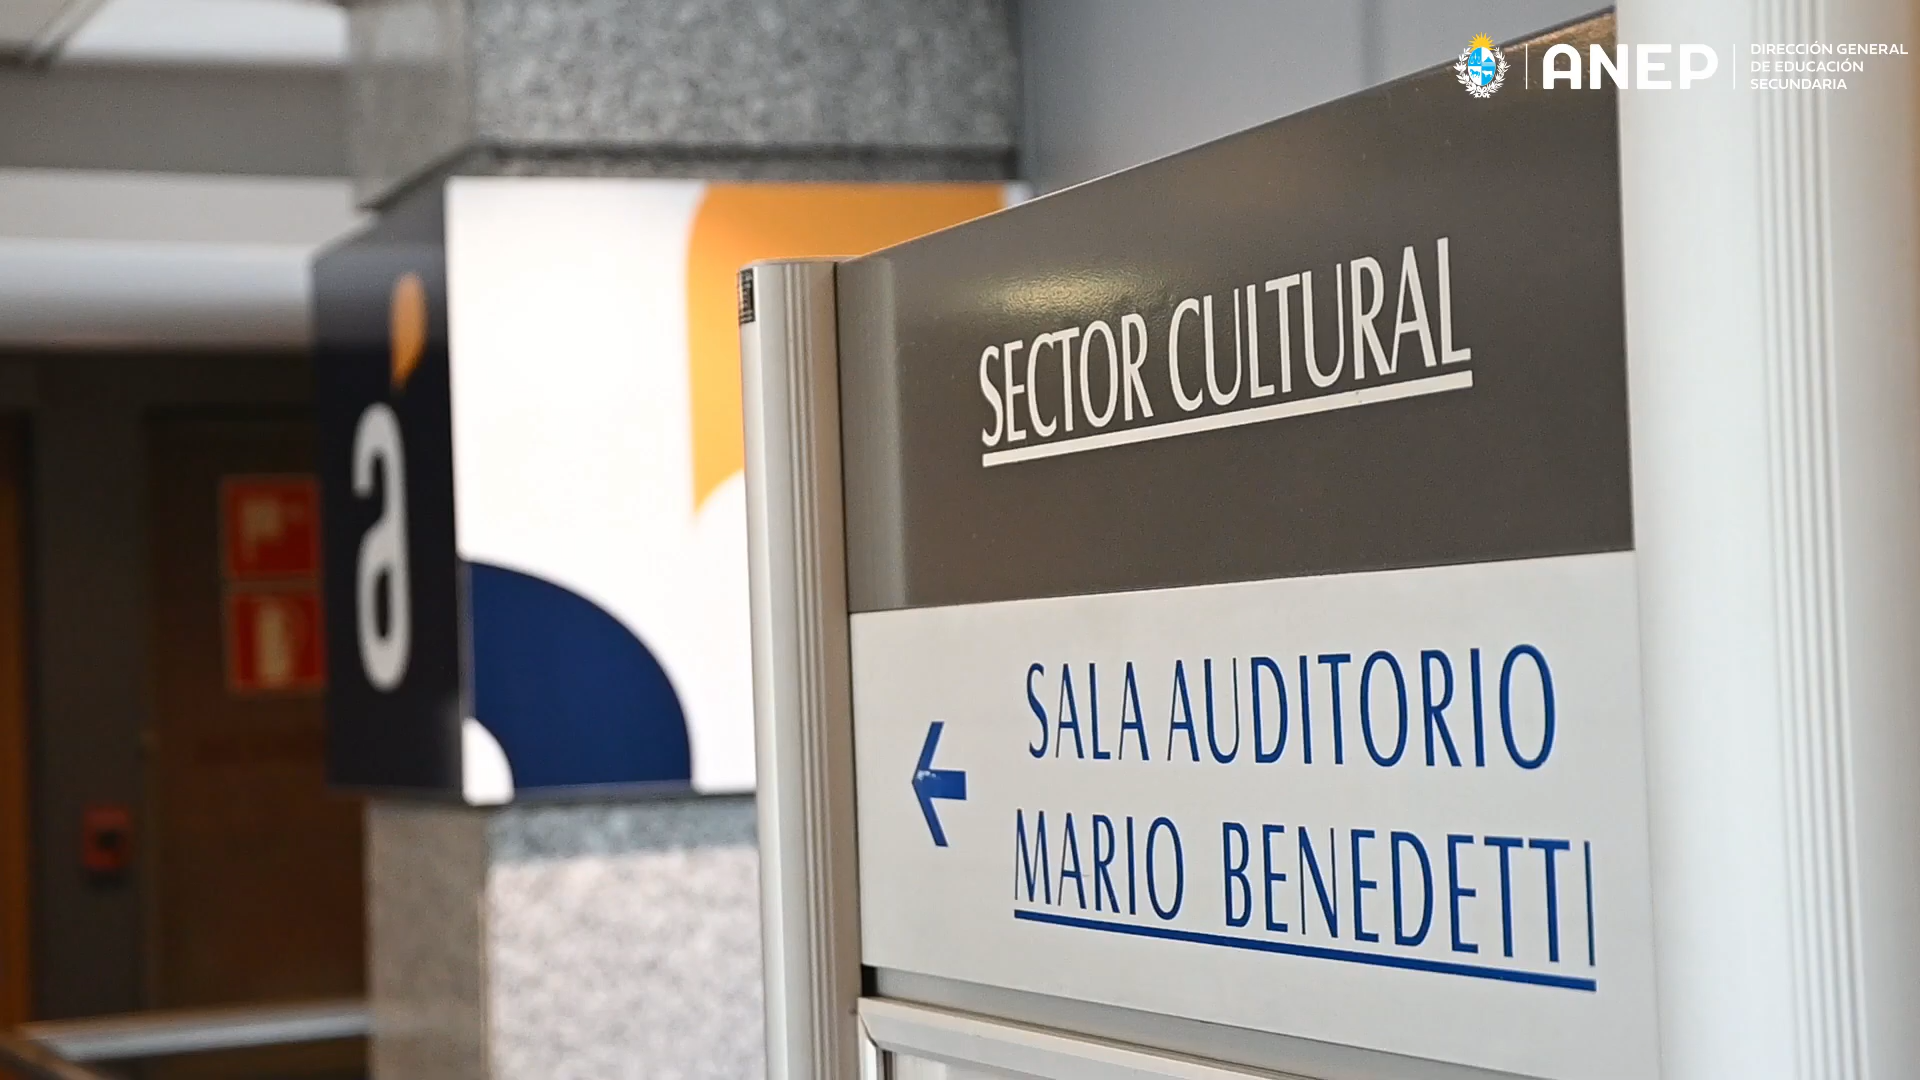 ANEP
DIRECCIÓN GENERAL
DE EDUCACIÓN
SECUNDARIA
SECTOR CULTURAL
a
SALA AUDITORIO
MARIO BENEDETTI